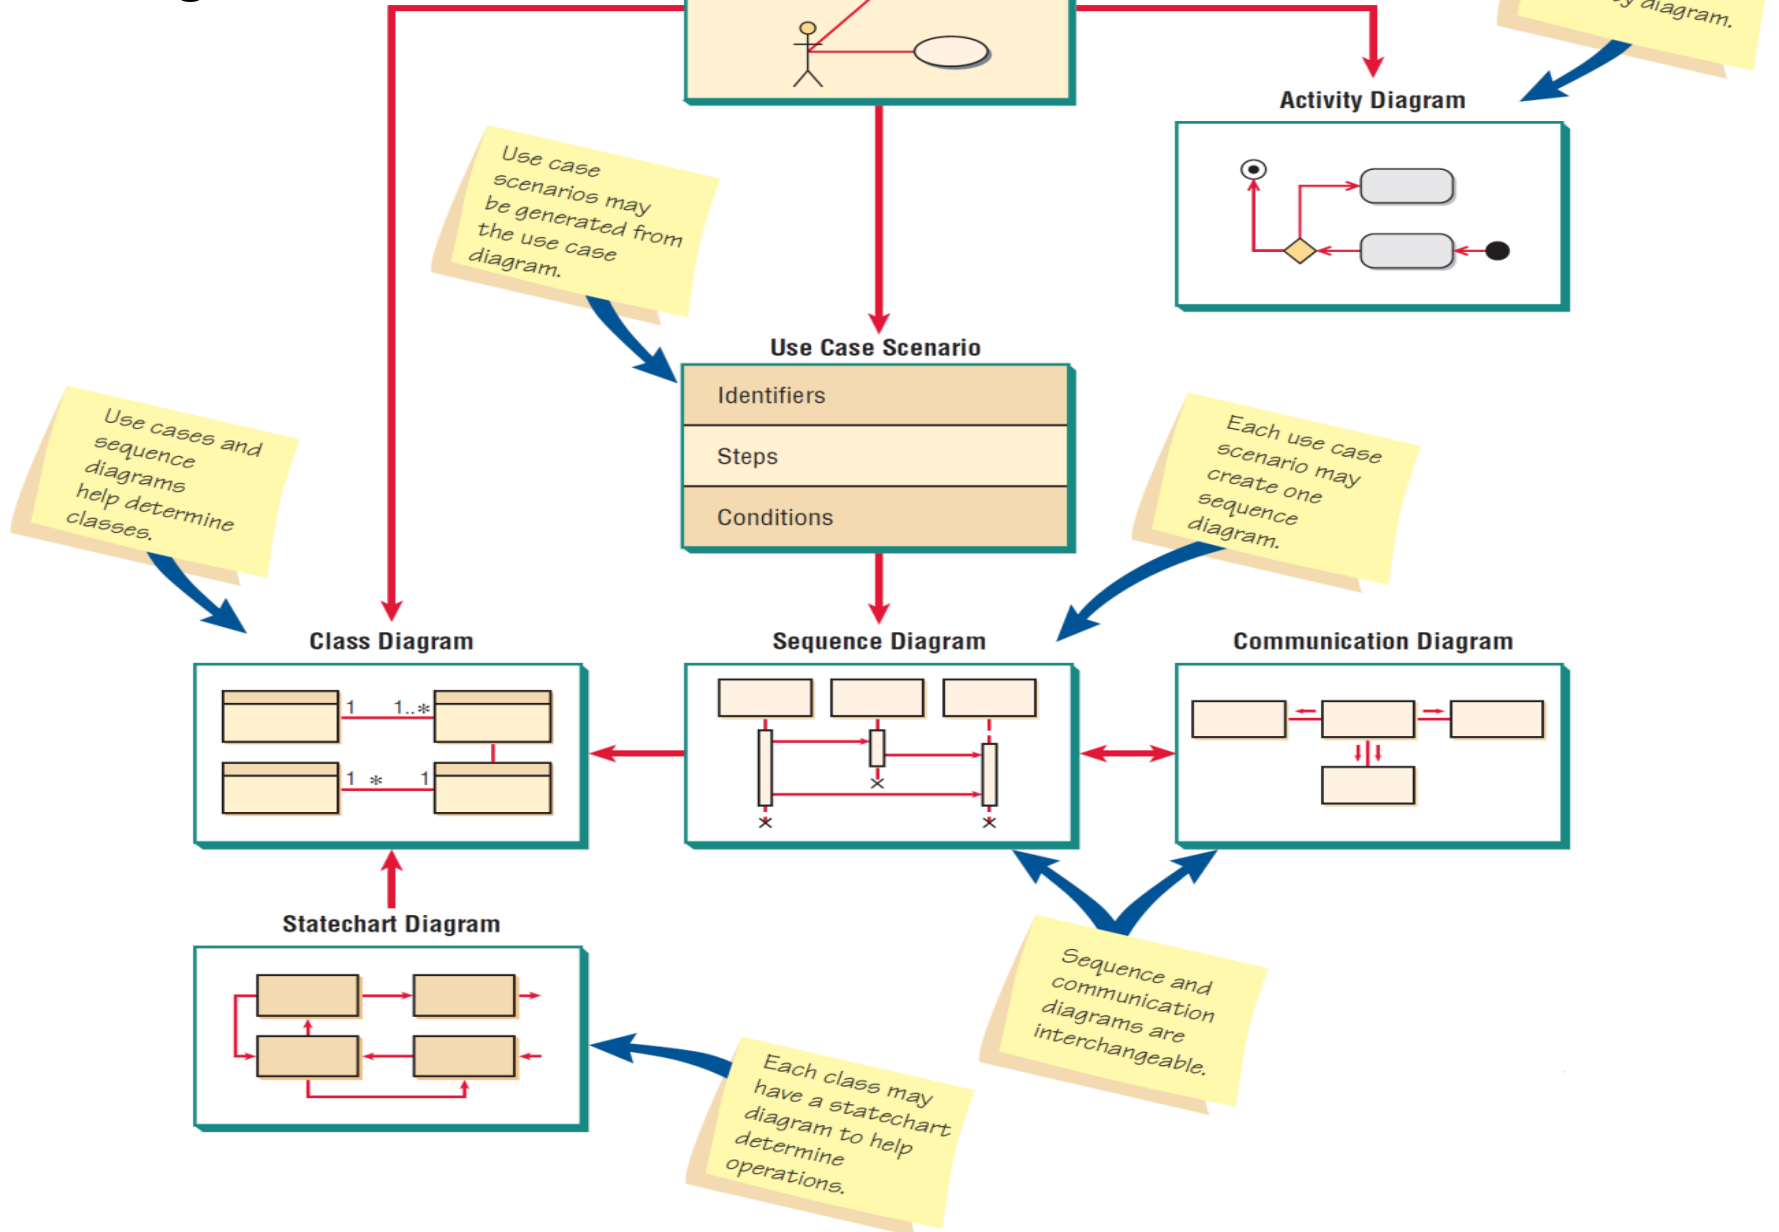 diagram.
Activity Diagram
Use case
scenarios may
be generated from
the use case
diagram.
Use Case Scenario
Identifiers
Steps
Conditions
Use cases and
sequence
diagrams
help determine
classes.
Each use case
scenario may
create one
sequence
diagram.
Class Diagram
1 1..*
1 * 1
Sequence Diagram
Communication Diagram
Statechart Diagram
Sequence and
communication
diagrams are
interchangeable.
Each class may
have a statechart
diagram to help
determine
operations.